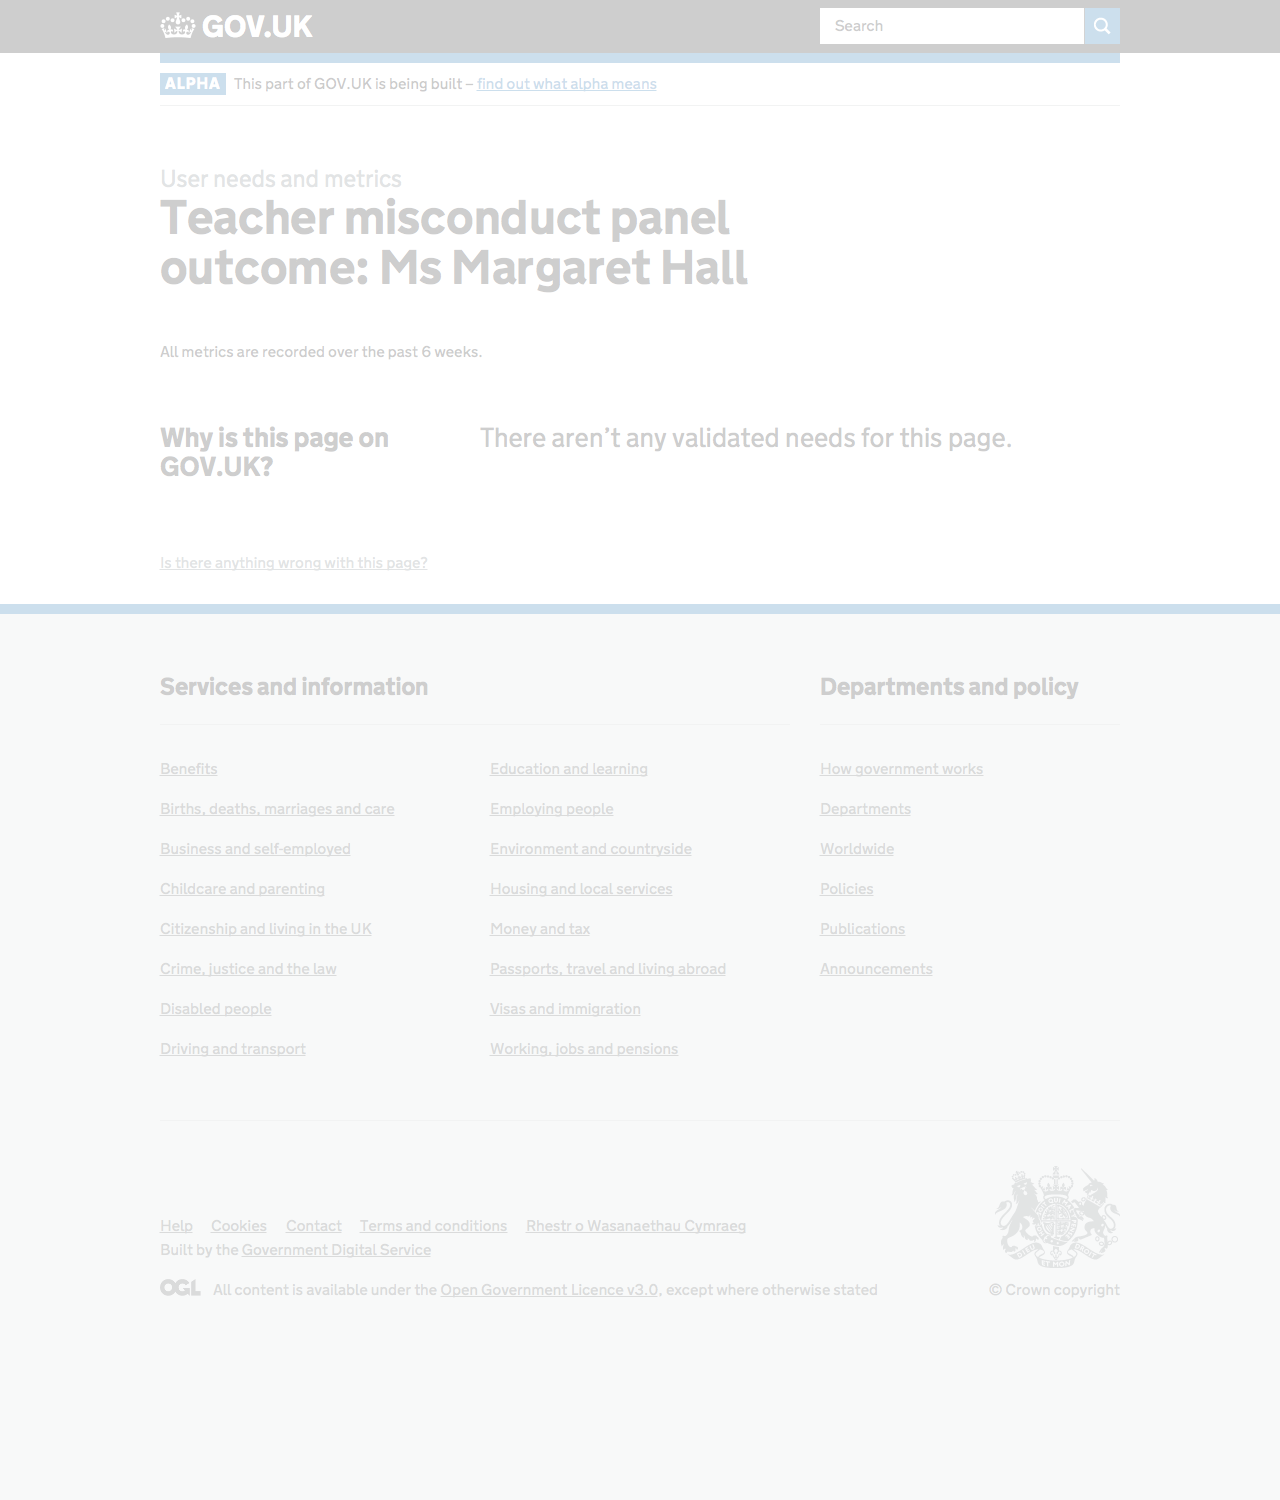 GOV.UK
Search
ALPHA This part of GOV.UK is being built – find out what alpha means
User needs and metrics
Teacher misconduct panel
outcome: Ms Margaret Hall
All metrics are recorded over the past 6 weeks.
Why is this page on
GOV.UK?
There aren’t any validated needs for this page.
Is there anything wrong with this page?
Services and information
Benefits
Births, deaths, marriages and care
Business and self-employed
Childcare and parenting
Citizenship and living in the UK
Crime, justice and the law
Disabled people
Driving and transport
Education and learning
Employing people
Environment and countryside
Housing and local services
Money and tax
Passports, travel and living abroad
Visas and immigration
Working, jobs and pensions
Departments and policy
How government works
Departments
Worldwide
Policies
Publications
Announcements
Help Cookies Contact Terms and conditions Rhestr o Wasanaethau Cymraeg
Built by the Government Digital Service
OGL All content is available under the Open Government Licence v3.0, except where otherwise stated
© Crown copyright